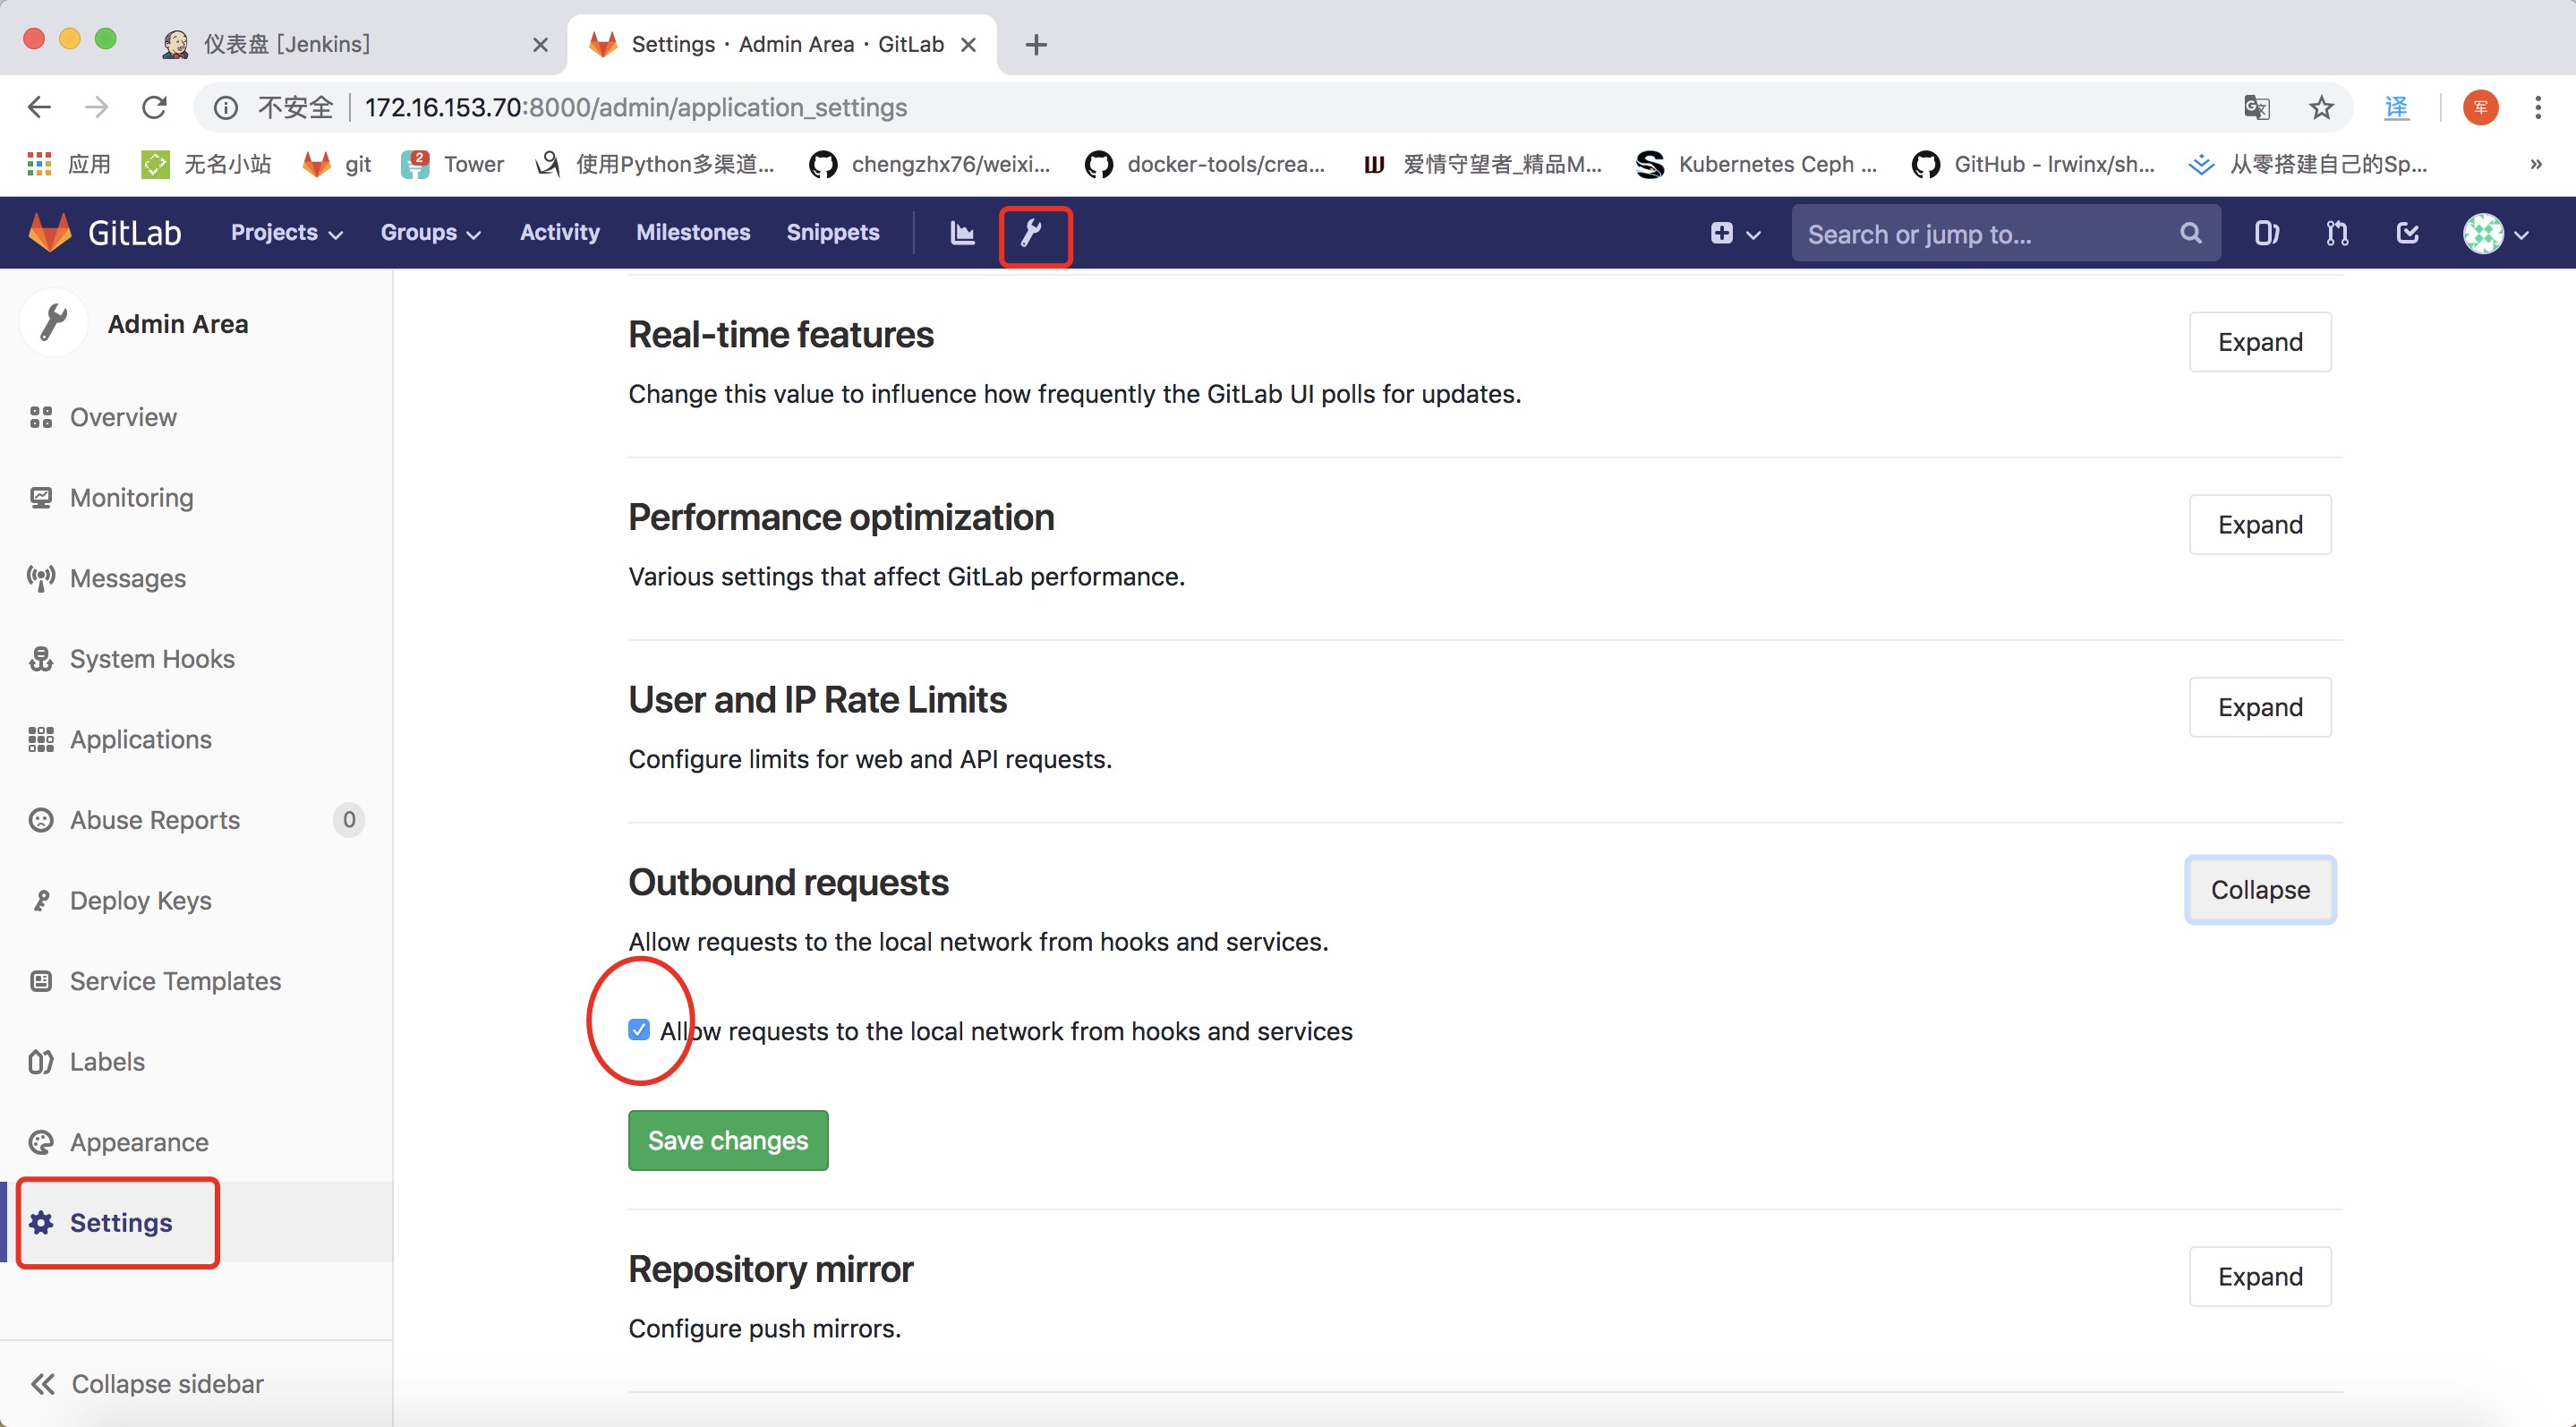 仪表盘 [Jenkins]
Settings · Admin Area · GitLab
不安全 172.16.153.70:8000/admin/application_settings
译
军
应用
无名小站
git
2
Tower
使用Python多渠道...
chengzhx76/weixi...
docker-tools/crea...
爱情守望者_精品M...
Kubernetes Ceph ...
GitHub - lrwinx/sh...
从零搭建自己的Sp...
»
GitLab
Projects
Groups
Activity
Milestones
Snippets
Search or jump to...
Admin Area
Overview
Monitoring
Messages
System Hooks
Applications
Abuse Reports 0
Deploy Keys
Service Templates
Labels
Appearance
Settings
Collapse sidebar
Real-time features
Expand
Change this value to influence how frequently the GitLab UI polls for updates.
Performance optimization
Expand
Various settings that affect GitLab performance.
User and IP Rate Limits
Expand
Configure limits for web and API requests.
Outbound requests
Collapse
Allow requests to the local network from hooks and services.
Allow requests to the local network from hooks and services
Save changes
Repository mirror
Expand
Configure push mirrors.